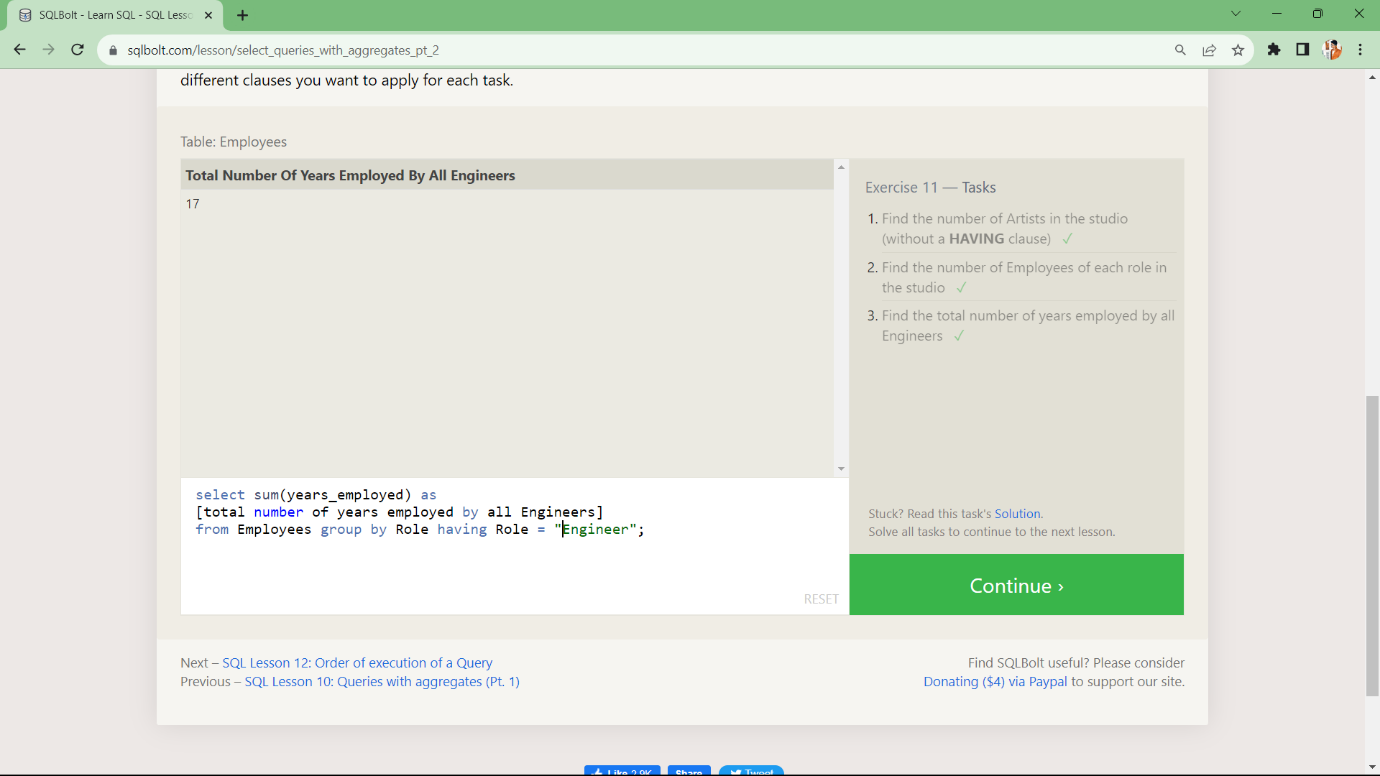 SQLBolt - Learn SQL - SQL Lesso
sqlbolt.com/lesson/select_queries_with_aggregates_pt_2
different clauses you want to apply for each task.
Table: Employees
Total Number Of Years Employed By All Engineers
17
Exercise 11 — Tasks
1. Find the number of Artists in the studio
(without a HAVING clause) ✓
2. Find the number of Employees of each role in
the studio ✓
3. Find the total number of years employed by all
Engineers ✓
select sum(years_employed) as
[total number of years employed by all Engineers]
from Employees group by Role having Role = "Engineer";
RESET
Stuck? Read this task's Solution.
Solve all tasks to continue to the next lesson.
Continue ›
Next – SQL Lesson 12: Order of execution of a Query
Previous – SQL Lesson 10: Queries with aggregates (Pt. 1)
Find SQLBolt useful? Please consider
Donating ($4) via Paypal to support our site.
Like 2.9K Share Tweet